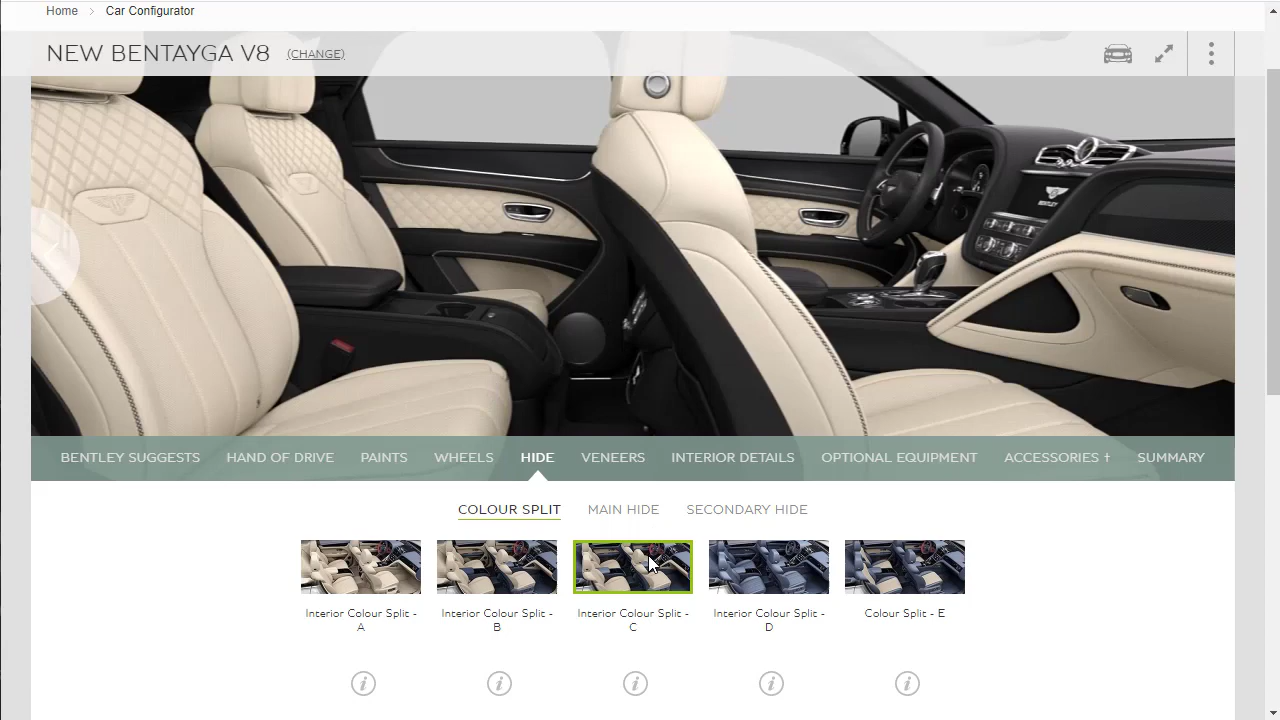 Home > Car Configurator
NEW BENTAYGA V8 (CHANGE)
BENTLEY
BENTLEY SUGGESTS HAND OF DRIVE PAINTS WHEELS HIDE VENEERS INTERIOR DETAILS OPTIONAL EQUIPMENT ACCESSORIES † SUMMARY
COLOUR SPLIT MAIN HIDE SECONDARY HIDE
Interior Colour Split - A
Interior Colour Split - B
Interior Colour Split - C
Interior Colour Split - D
Colour Split - E
i i i i i